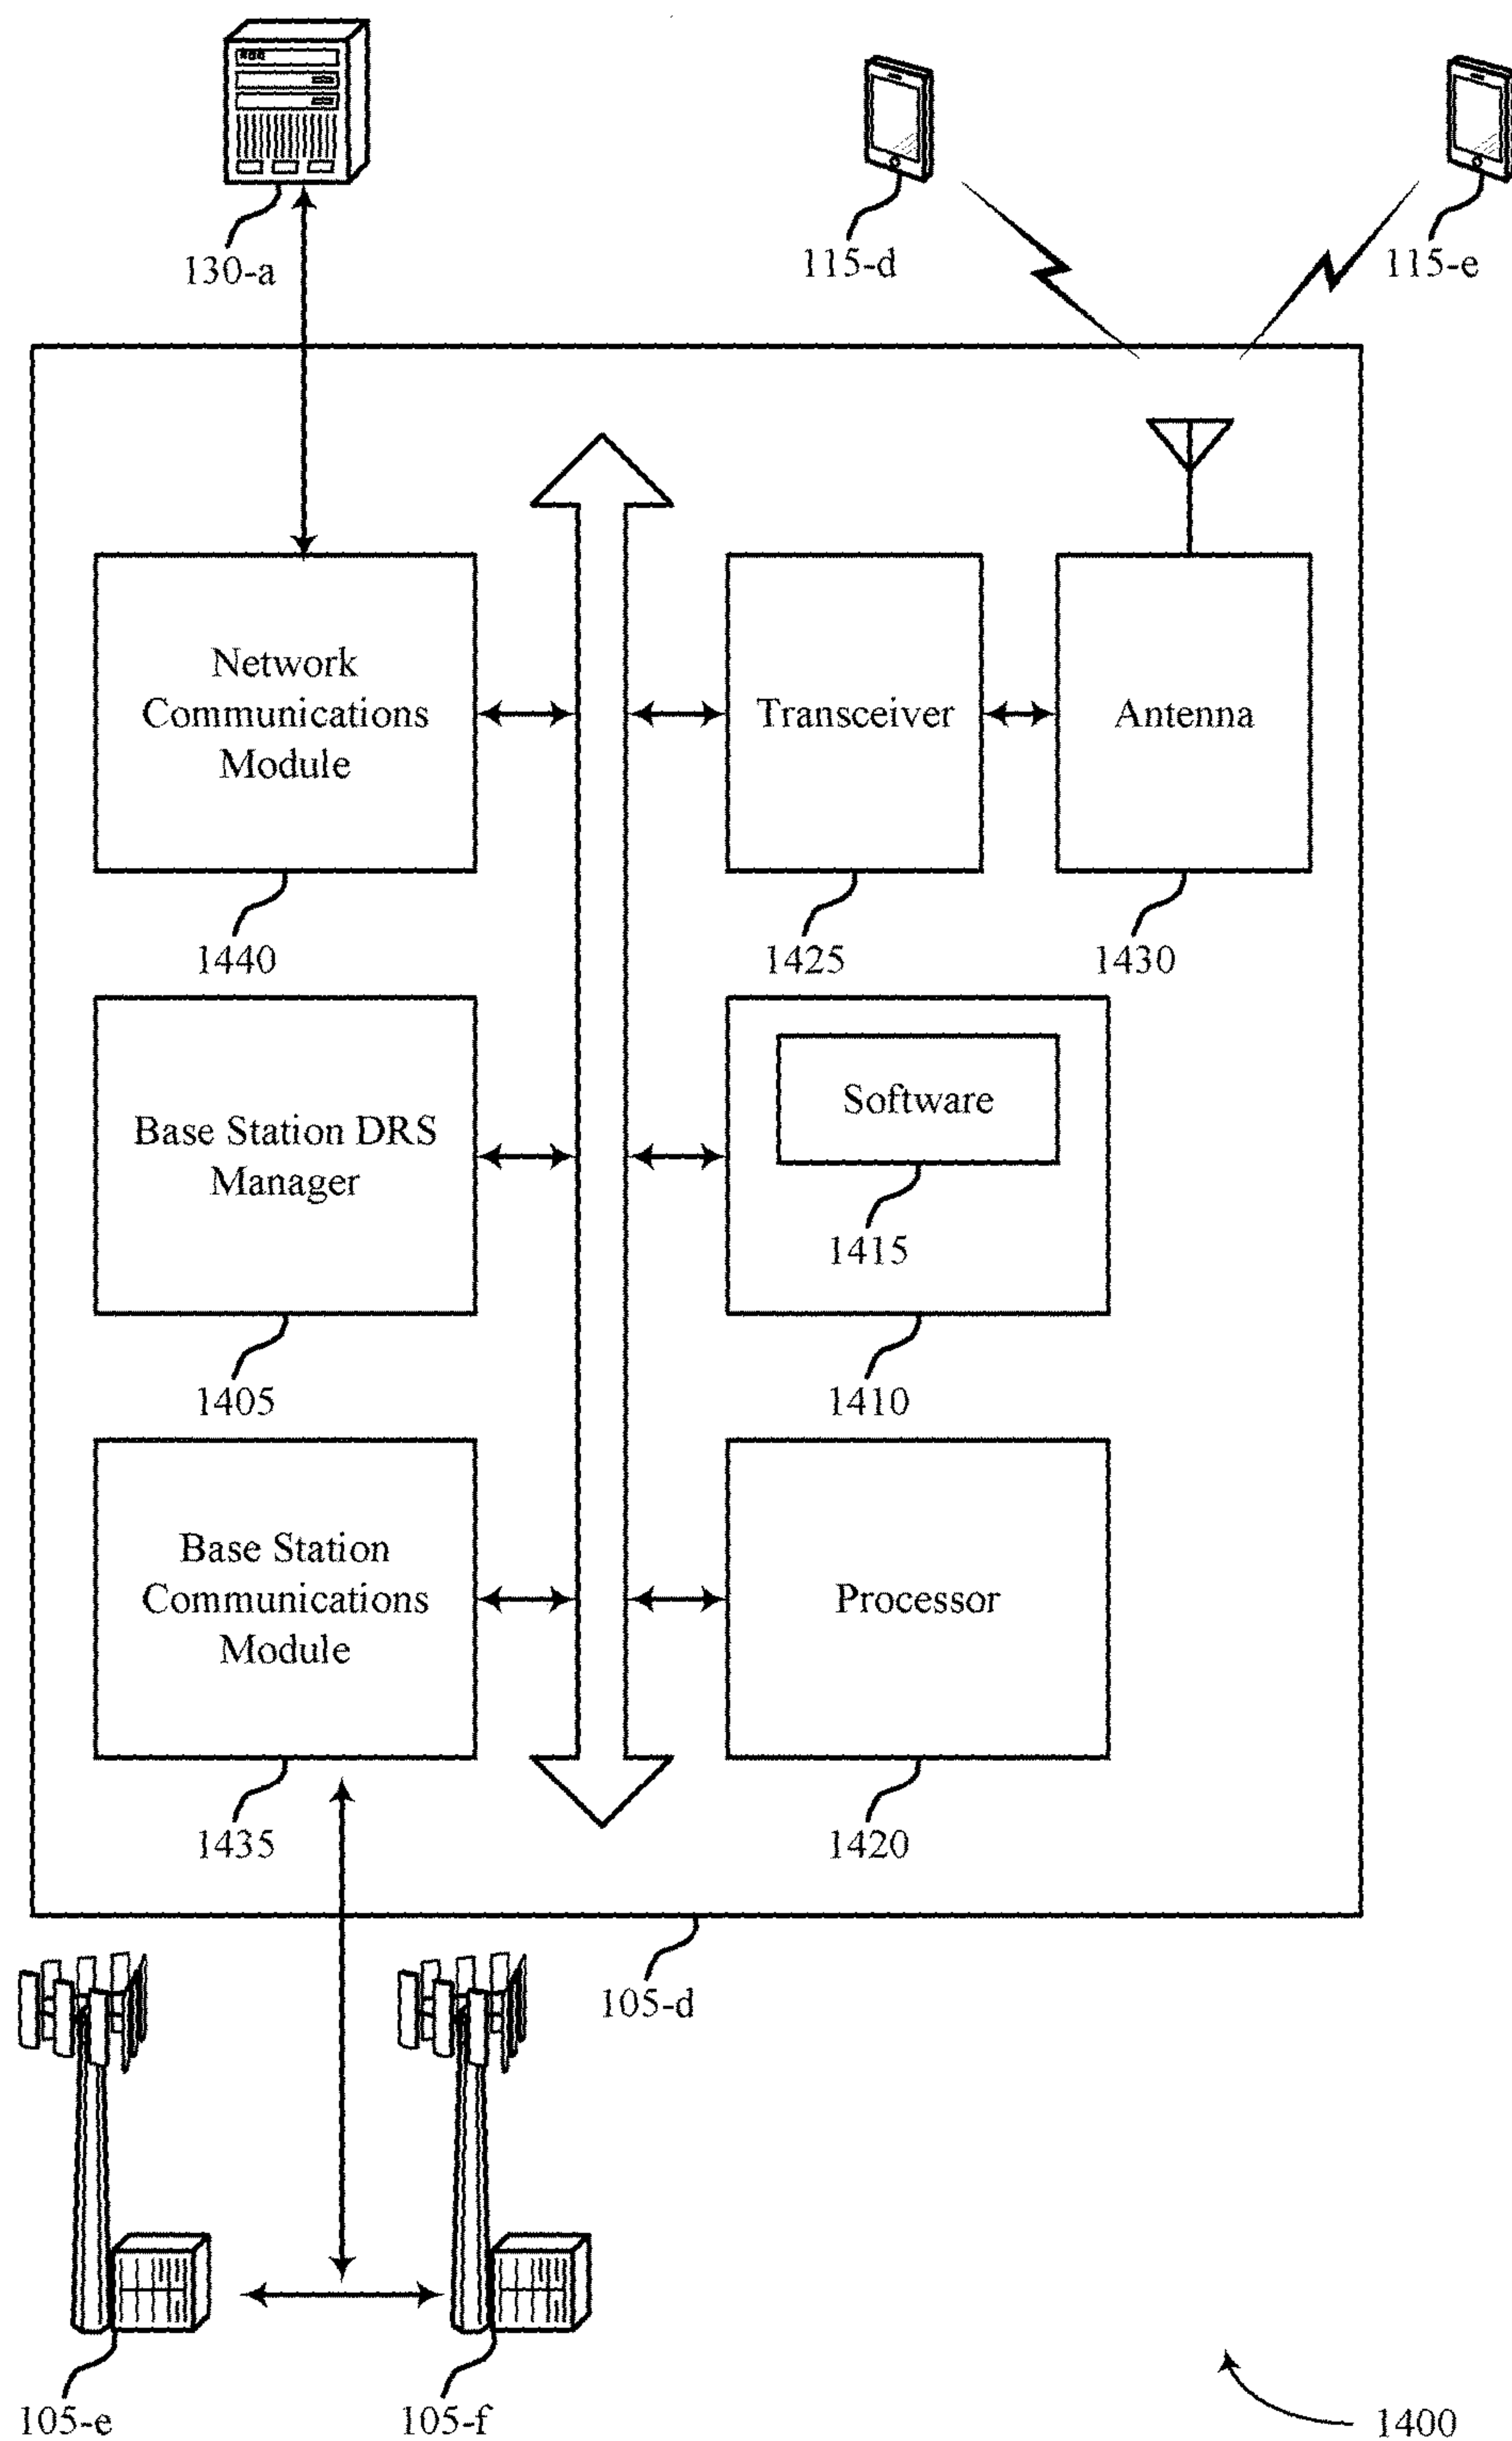 130-a
115-d
115-e
Network
Communications
Module
Transceiver
Antenna
1440
1425
1430
Base Station DRS
Manager
Software
1415
1405
1410
Base Station
Communications
Module
Processor
1435
1420
105-d
105-e
105-f
1400